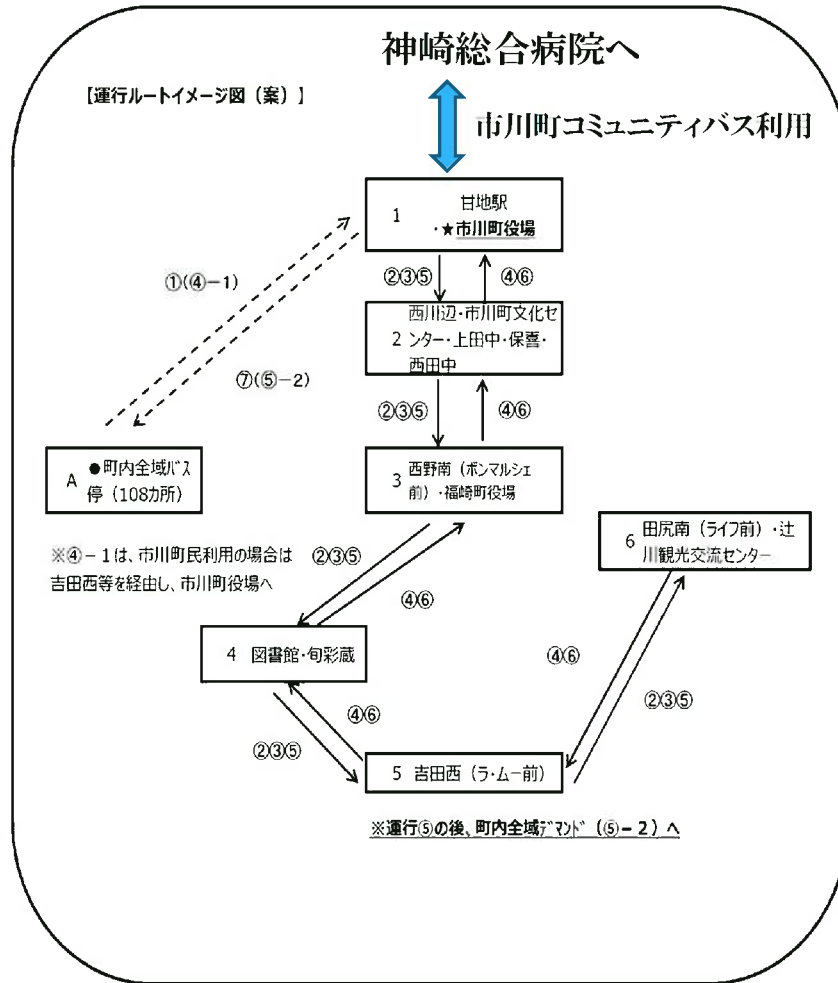 神崎総合病院へ
【運行ルートイメージ図（案）】
市川町コミュニティバス利用
1
甘地駅
・★市川町役場
①(④-1)
②③⑤
④⑥
2
西川辺・市川町文化セ
ンター・上田中・保喜・
西田中
⑦(⑤-2)
②③⑤
④⑥
A
●町内全域バス
停（108カ所）
3
西野南（ボンマルシェ
前）・福崎町役場
6
田尻南（ライフ前）・辻
川観光交流センター
※④-1は、市川町民利用の場合は
吉田西等を経由し、市川町役場へ
②③⑤
④⑥
4 図書館・旬彩蔵
④⑥
②③⑤
④⑥
②③⑤
5 吉田西（ラ・ムー前）
※運行⑤の後、町内全域デマンド（⑤-2）へ